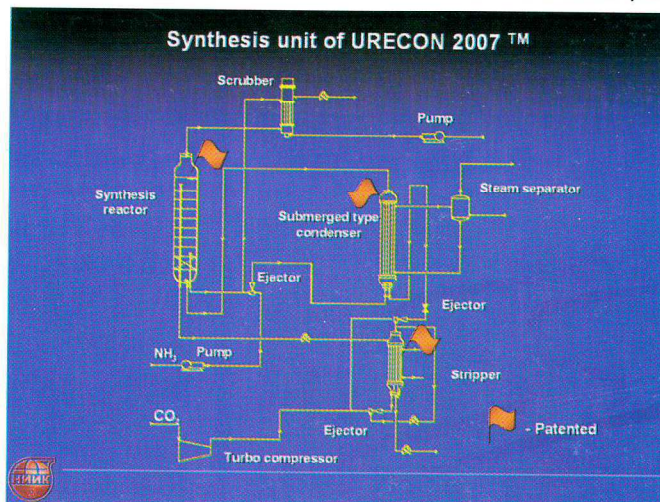 Synthesis unit of URECON 2007 ™
Scrubber
Pump
Synthesis
reactor
Submerged type
condenser
Steam separator
Ejector
Ejector
NH3
Pump
Stripper
CO2
Ejector
Turbo compressor
- Patented
НИИК